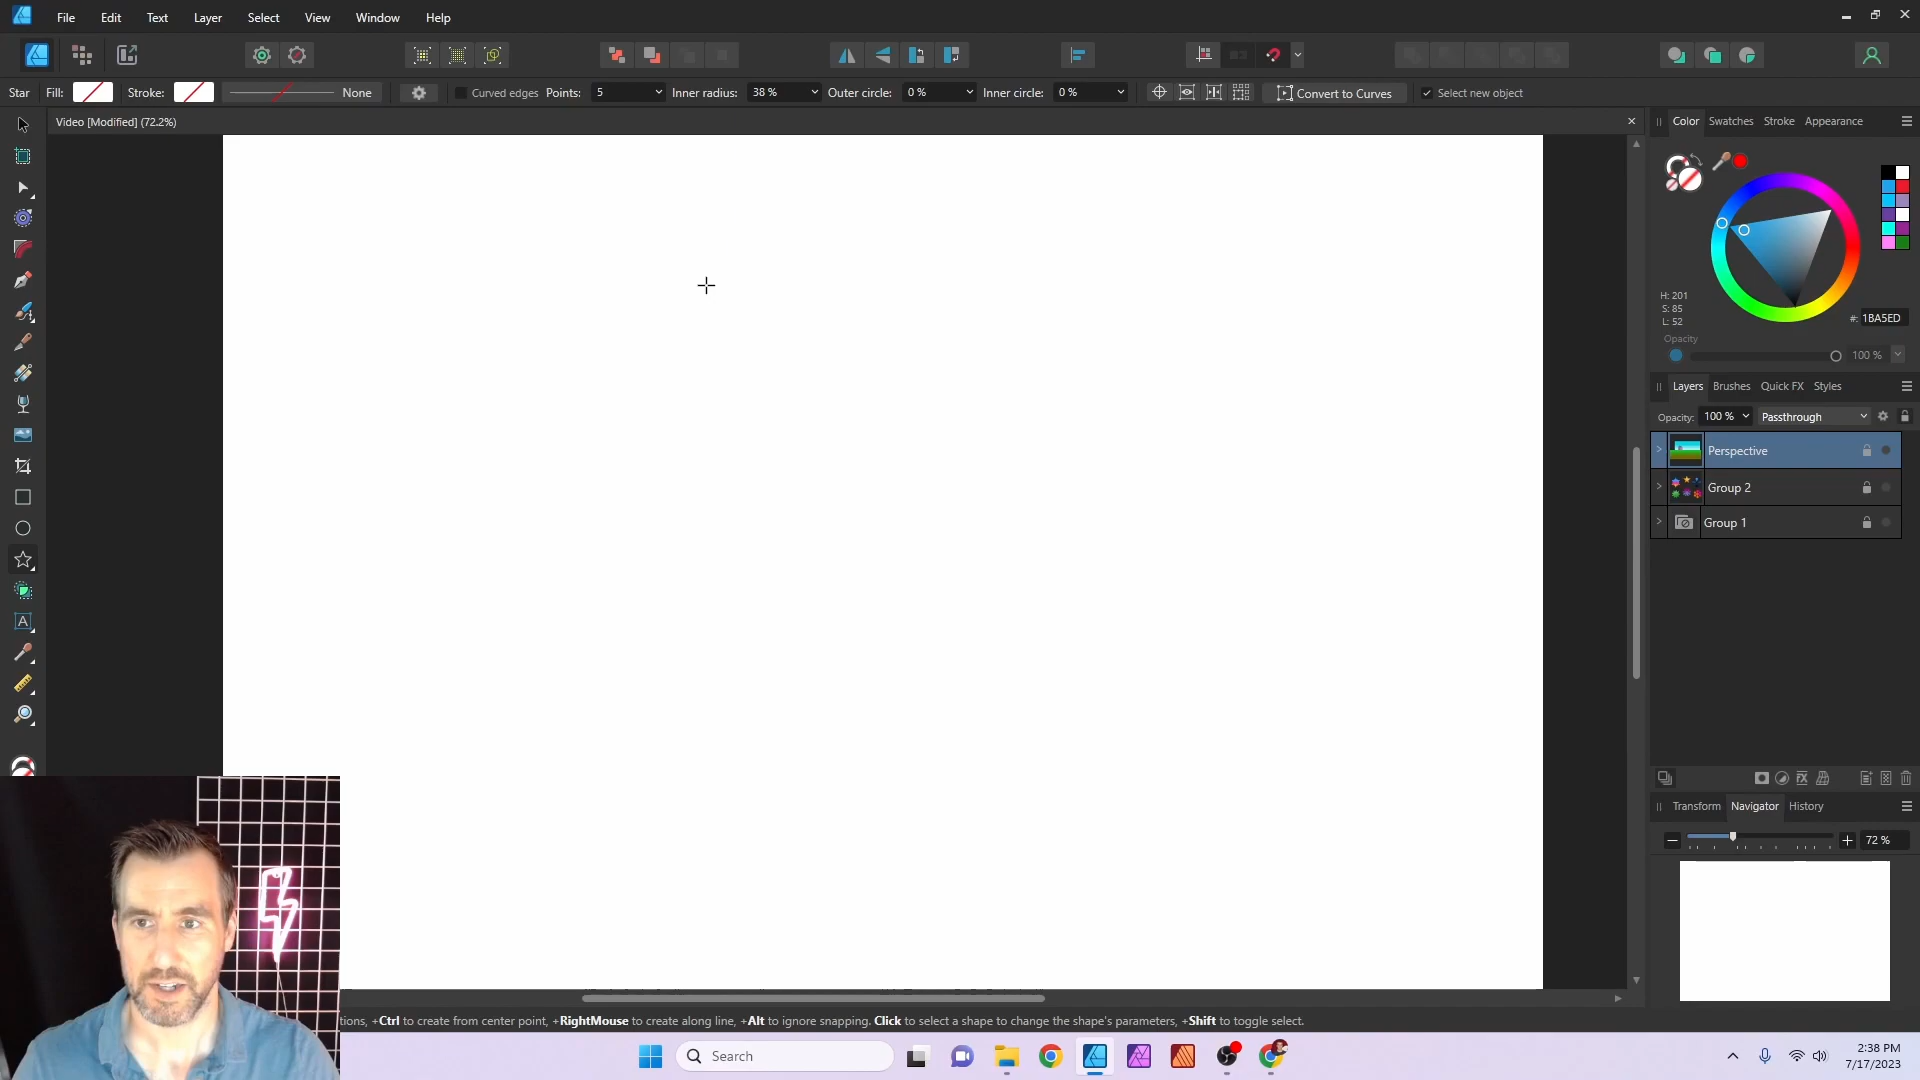 File Edit Text Layer Select View Window Help
Star Fill: Stroke: None Curved edges Points: 5 Inner radius: 38 % Outer circle: 0 % Inner circle: 0 % Convert to Curves Select new object
Video [Modified] (72.2%)
Color Swatches Stroke Appearance
H: 201
S: 85
L: 52
#: 1BA5ED
Opacity
100 %
Layers Brushes Quick FX Styles
Opacity: 100 % Passthrough
Perspective
Group 2
Group 1
Transform Navigator History
72 %
tions, +Ctrl to create from center point, +RightMouse to create along line, +Alt to ignore snapping. Click to select a shape to change the shape's parameters, +Shift to toggle select.
Search
2:38 PM
7/17/2023